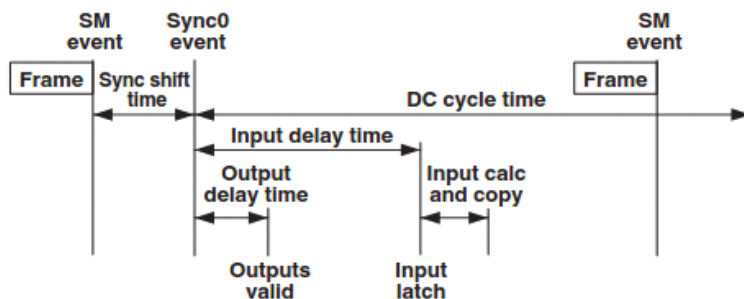 SM
event
Sync0
event
SM
event
Frame
Sync shift
time
DC cycle time
Frame
Input delay time
Output
delay time
Input calc
and copy
Outputs
valid
Input
latch